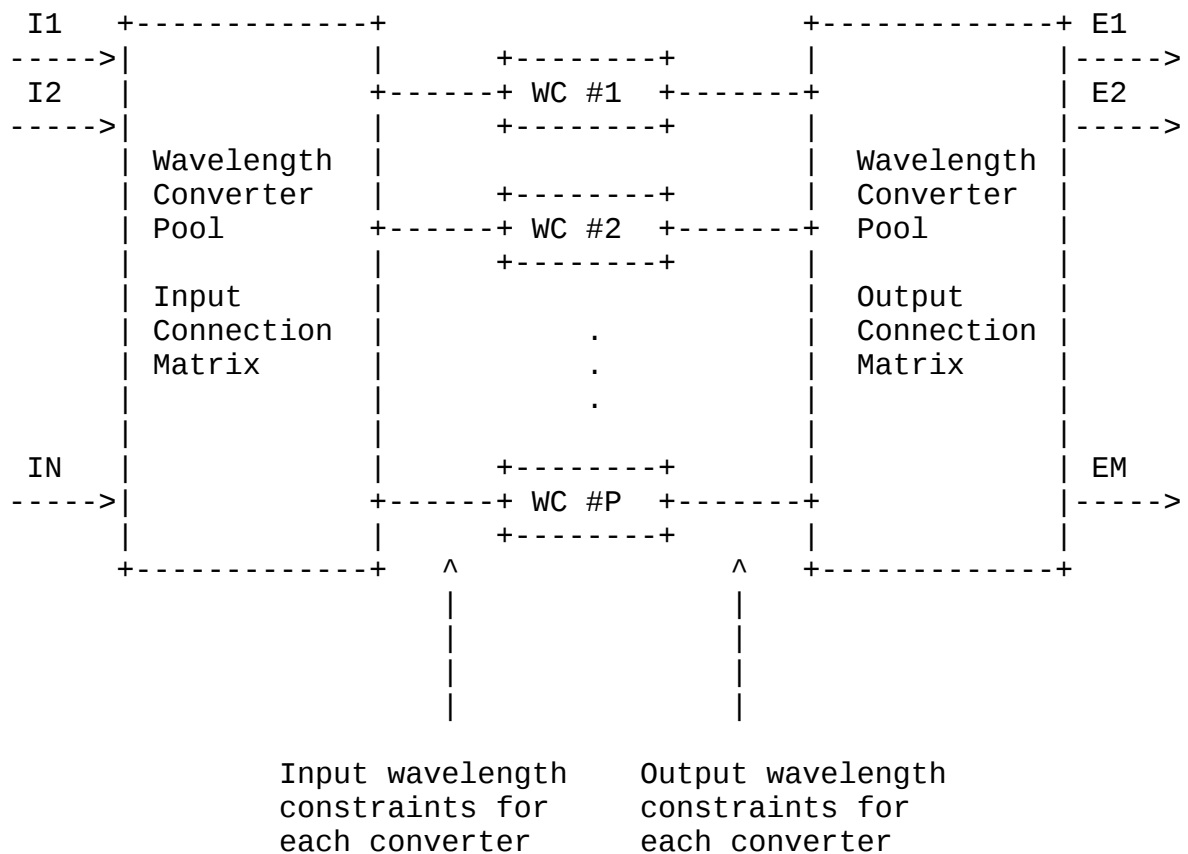 I1 +-------------+ +-------------+ E1
----->| | +--------+ | |----->
I2 | +------+ WC #1 +-------+ | E2
----->| | +--------+ | |----->
| Wavelength | | Wavelength |
| Converter | +--------+ | Converter |
| Pool +------+ WC #2 +-------+ Pool |
| | +--------+ | |
| Input | | Output |
| Connection | . | Connection |
| Matrix | . | Matrix |
| | . | |
| | | |
IN | | +--------+ | | EM
----->| +------+ WC #P +-------+ |----->
| | +--------+ | |
+-------------+ ^ ^ +-------------+
| |
| |
| |
| |
Input wavelength Output wavelength
constraints for constraints for
each converter each converter